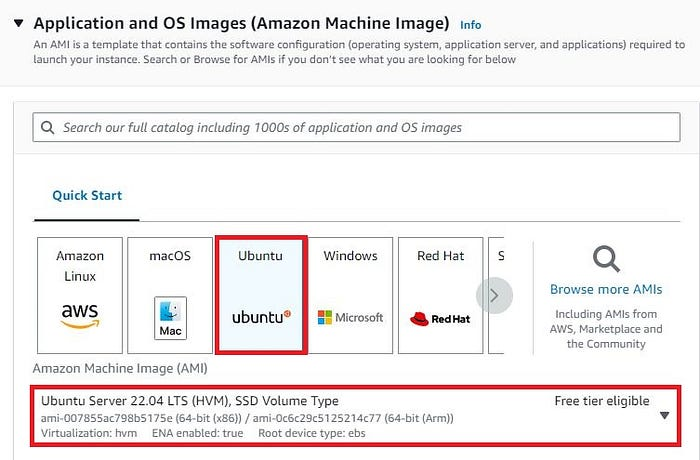 Application and OS Images (Amazon Machine Image) Info
An AMI is a template that contains the software configuration (operating system, application server, and applications) required to
launch your instance. Search or Browse for AMIs if you don't see what you are looking for below
Search our full catalog including 1000s of application and OS images
Quick Start
Amazon
Linux
aws
macOS
Mac
Ubuntu
ubuntu
Windows
Microsoft
Red Hat
Red Hat
S
Browse more AMIs
Including AMIs from
AWS, Marketplace and
the Community
Amazon Machine Image (AMI)
Ubuntu Server 22.04 LTS (HVM), SSD Volume Type
Free tier eligible
ami-007855ac798b5175e (64-bit (x86)) / ami-0c6c29c5125214c77 (64-bit (Arm))
Virtualization: hvm ENA enabled: true Root device type: ebs